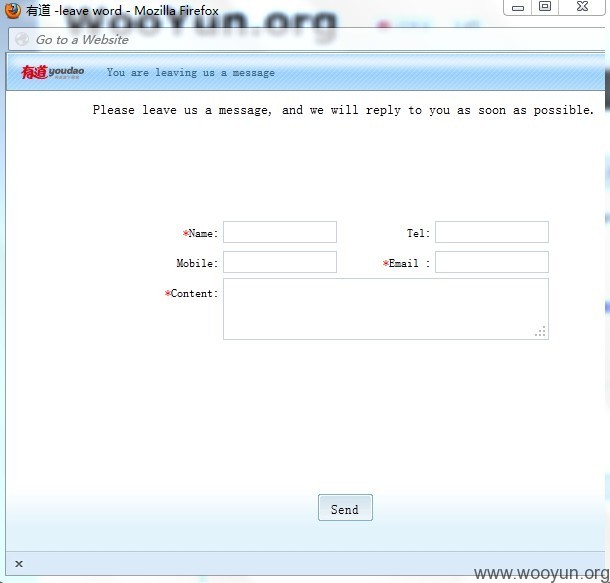 有道 -leave word - Mozilla Firefox
WooYun.org
Go to a Website
有道 youdao You are leaving us a message
Please leave us a message, and we will reply to you as soon as possible.
*Name: Tel:
Mobile: *Email :
*Content:
Send
www.wooyun.org